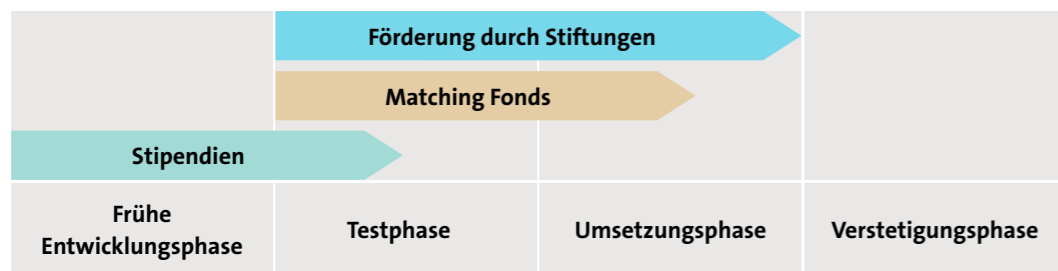 Förderung durch Stiftungen
Matching Fonds
Stipendien
Frühe
Entwicklungsphase
Testphase
Umsetzungsphase
Verstetigungsphase